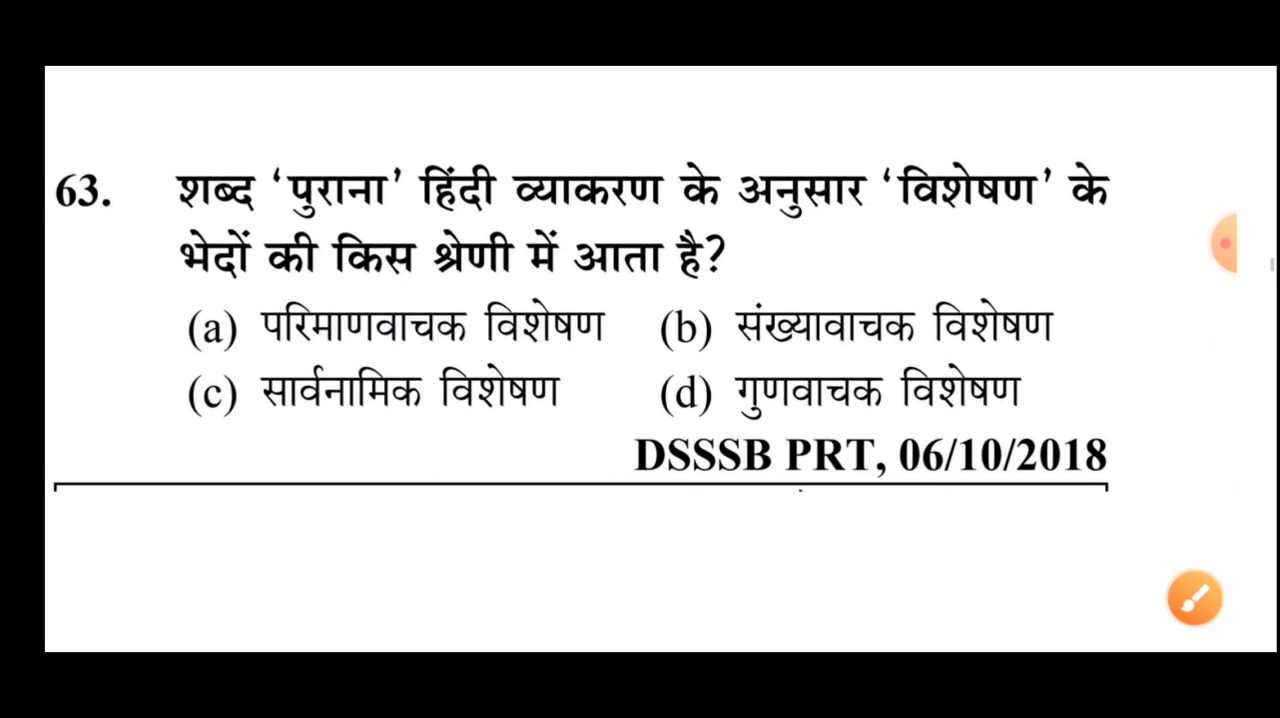 63. शब्द ‘पुराना’ हिंदी व्याकरण के अनुसार ‘विशेषण’ के
भेदों की किस श्रेणी में आता है?
(a) परिमाणवाचक विशेषण (b) संख्यावाचक विशेषण
(c) सार्वनामिक विशेषण (d) गुणवाचक विशेषण
DSSSB PRT, 06/10/2018